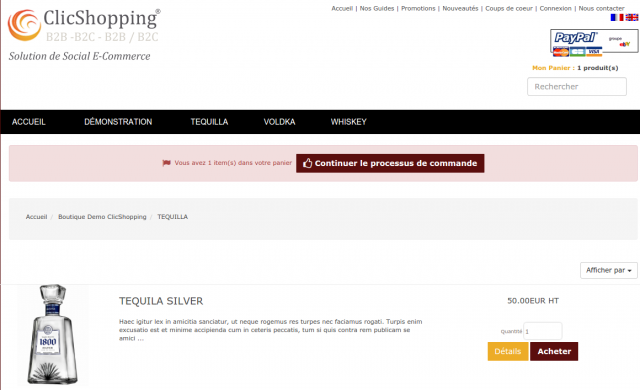 ClicShopping®
B2B -B2C - B2B / B2C
Solution de Social E-Commerce
Accueil | Nos Guides | Promotions | Nouveautés | Coups de coeur | Connexion | Nous contacter
PayPal
groupe
ebY
VISA
Mon Panier : 1 produit(s)
Rechercher
ACCUEIL DÉMONSTRATION TEQUILLA VOLDKA WHISKEY
Vous avez 1 item(s) dans votre panier Continuer le processus de commande
Accueil / Boutique Demo ClicShopping / TEQUILLA
Afficher par
1800
TEQUILA SILVER
50.00EUR HT
Haec igitur lex in amicitia sanciatur, ut neque rogemus res turpes nec faciamus rogati. Turpis enim
excusatio est et minime accipienda cum in ceteris peccatis, tum si quis contra rem publicam se
amici ...
Quantité 1
Détails Acheter